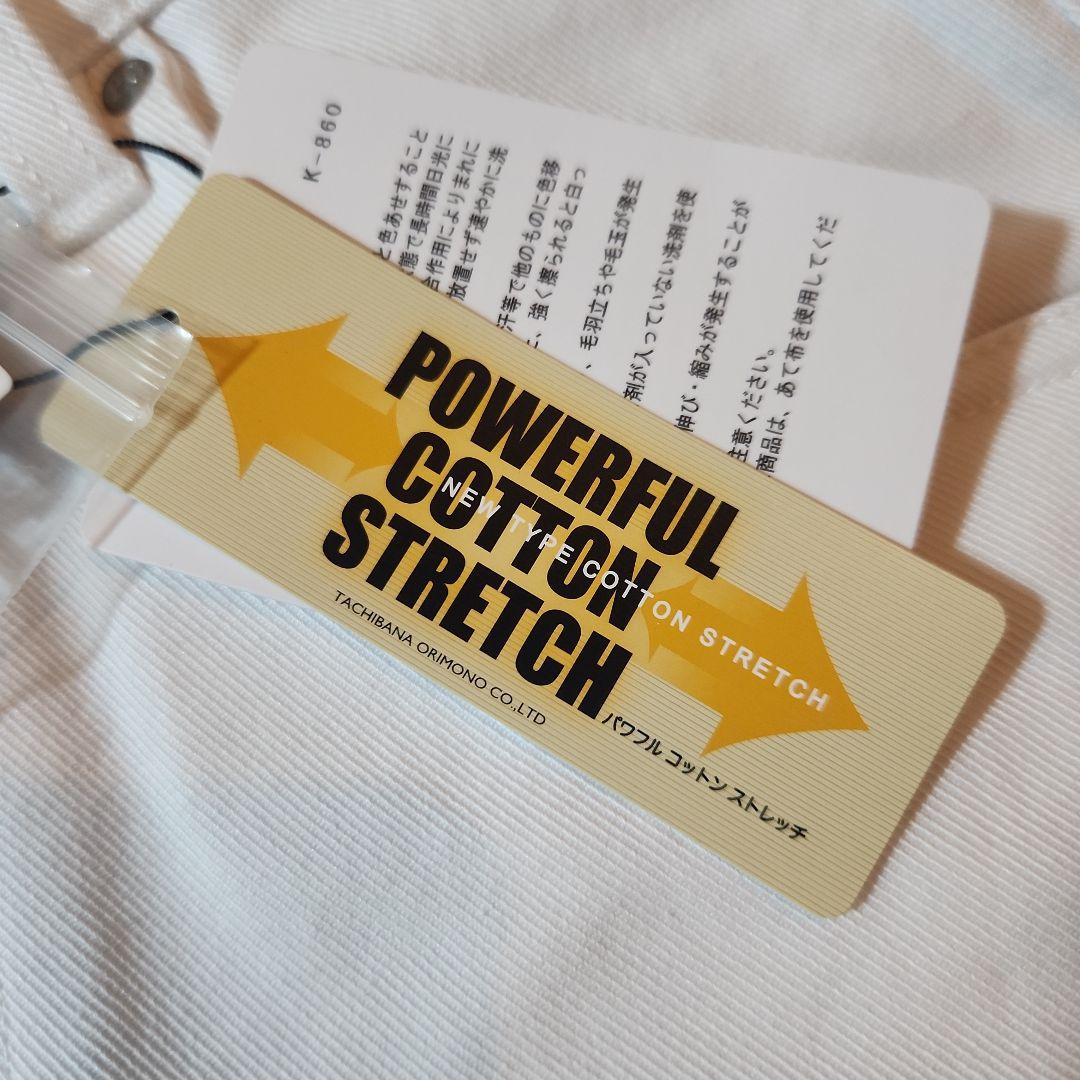 K-860
と色あせすること
態で長時間日光に
合作用によりまれに
放置せず速やかに洗
汗等で他のものに色移
、強く擦られると白っ
、毛羽立ちや毛玉が発生
剤が入っていない洗剤を使
伸び・縮みが発生することが
注意ください。
商品は、あて布を使用してくだ
POWERFUL
COTTON
STRETCH
NEW TYPE COTTON STRETCH
TACHIBANA ORIMONO CO.,LTD
パワフル コットン ストレッチ